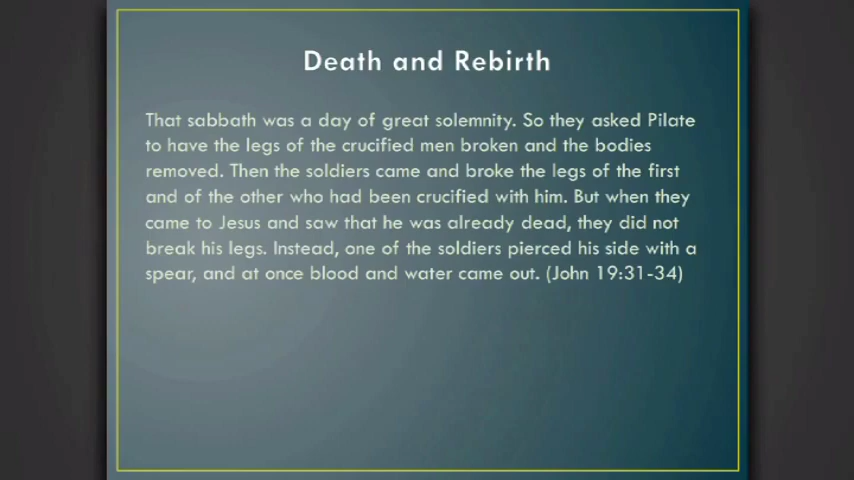 Death and Rebirth
That sabbath was a day of great solemnity. So they asked Pilate
to have the legs of the crucified men broken and the bodies
removed. Then the soldiers came and broke the legs of the first
and of the other who had been crucified with him. But when they
came to Jesus and saw that he was already dead, they did not
break his legs. Instead, one of the soldiers pierced his side with a
spear, and at once blood and water came out. (John 19:31-34)